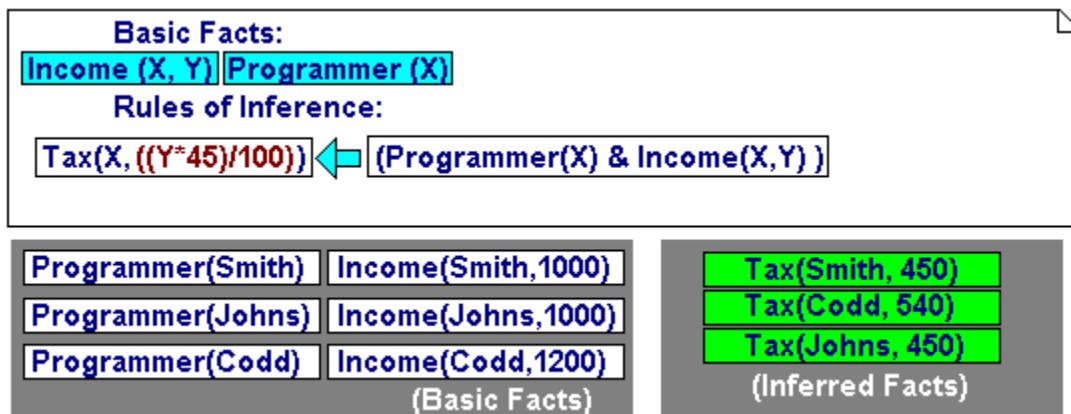 Basic Facts:
Income (X, Y) Programmer (X)
Rules of Inference:
Tax(X, ((Y*45)/100)) (Programmer(X) & Income(X,Y) )
Programmer(Smith) Income(Smith,1000)
Programmer(Johns) Income(Johns,1000)
Programmer(Codd) Income(Codd,1200)
(Basic Facts)
Tax(Smith, 450)
Tax(Codd, 540)
Tax(Johns, 450)
(Inferred Facts)